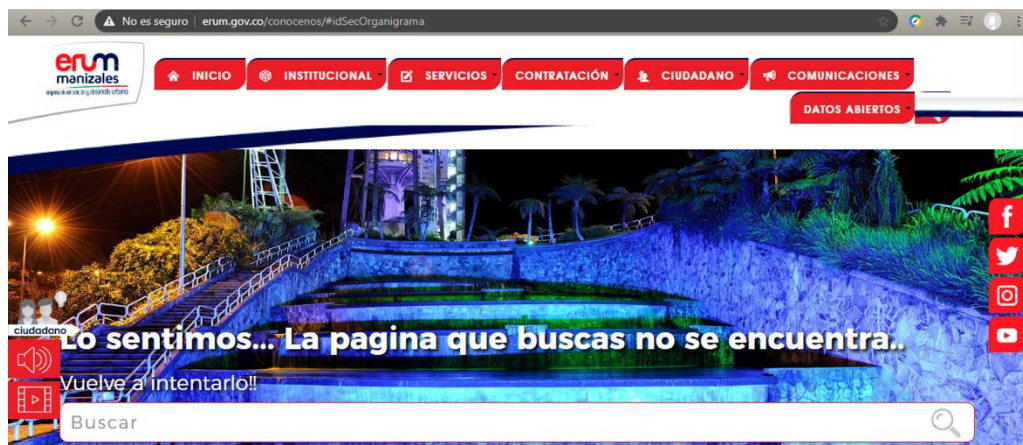 No es seguro | erum.gov.co/conocenos/#idSecOrganigrama
erum
manizales
INICIO
INSTITUCIONAL
SERVICIOS
CONTRATACIÓN
CIUDADANO
COMUNICACIONES
DATOS ABIERTOS
ciudadano
Lo sentimos... La pagina que buscas no se encuentra..
Vuelve a intentarlo!!
Buscar